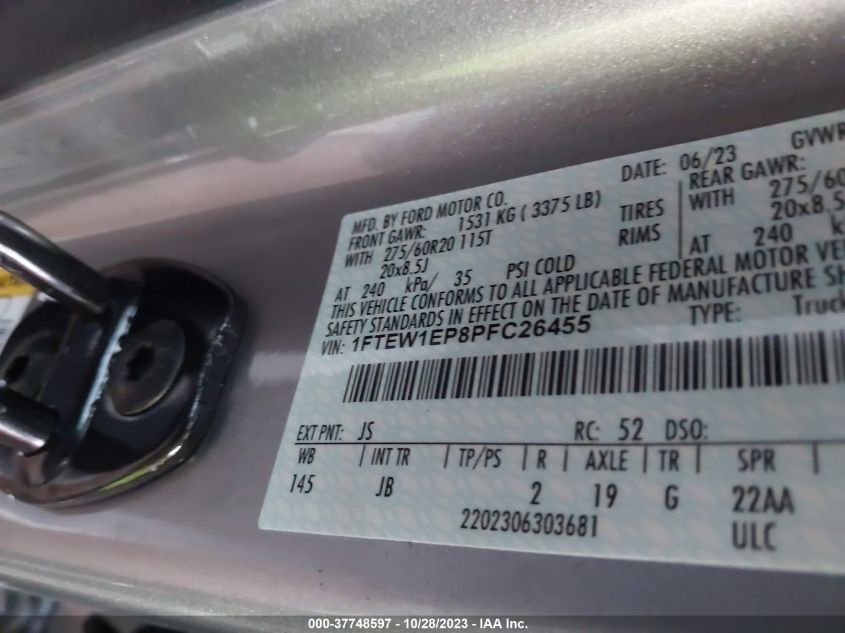 MFD. BY FORD MOTOR CO. DATE: 06/23 GVWR
FRONT GAWR: 1531 KG ( 3375 LB) REAR GAWR:
WITH 275/60R20 115T TIRES WITH 275/60
20x8.5J RIMS 20x8.5
AT 240 kPa/ 35 PSI COLD AT 240 k
THIS VEHICLE CONFORMS TO ALL APPLICABLE FEDERAL MOTOR VE
SAFETY STANDARDS IN EFFECT ON THE DATE OF MANUFACTURE SH
VIN: 1FTEW1EP8PFC26455 TYPE: Truck
EXT PNT: JS RC: 52 DSO:
WB INT TR TP/PS R AXLE TR SPR
145 JB 2 19 G 22AA
2202306303681 ULC
000-37748597 - 10/28/2023 - IAA Inc.